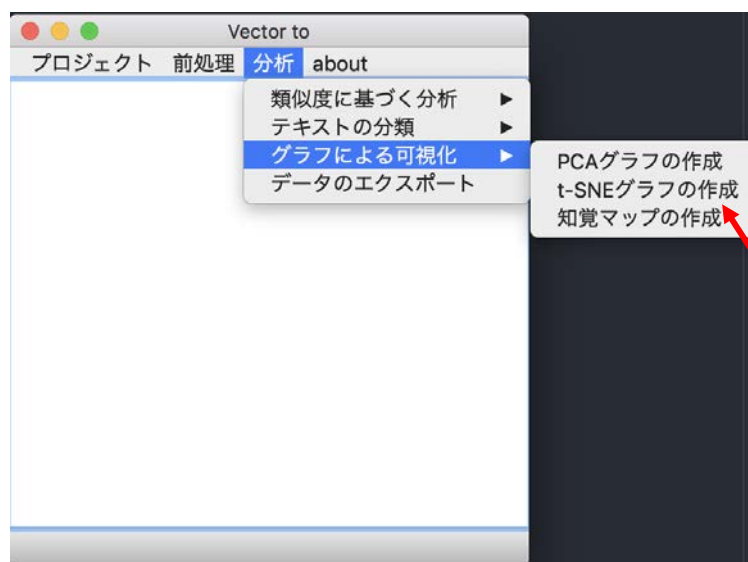 Vector to
プロジェクト 前処理 分析 about
類似度に基づく分析
テキストの分類
グラフによる可視化
データのエクスポート
PCAグラフの作成
t-SNEグラフの作成
知覚マップの作成